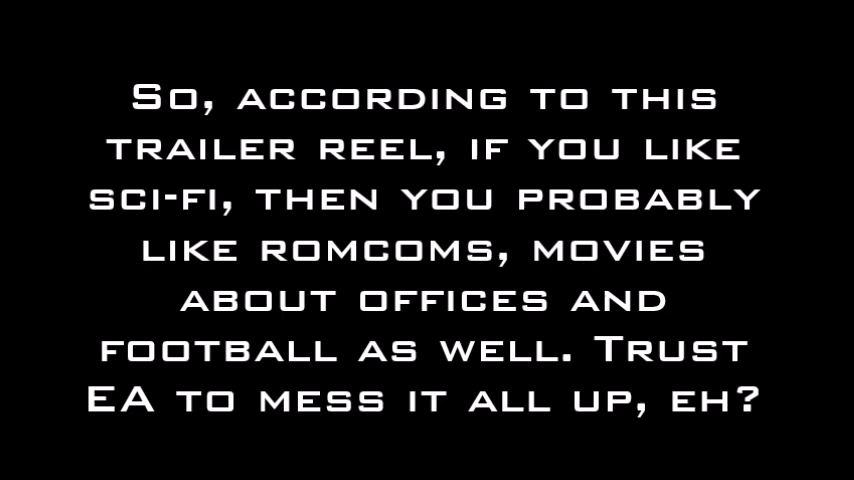 So, according to this
trailer reel, if you like
sci-fi, then you probably
like romcoms, movies
about offices and
football as well. Trust
EA to mess it all up, eh?